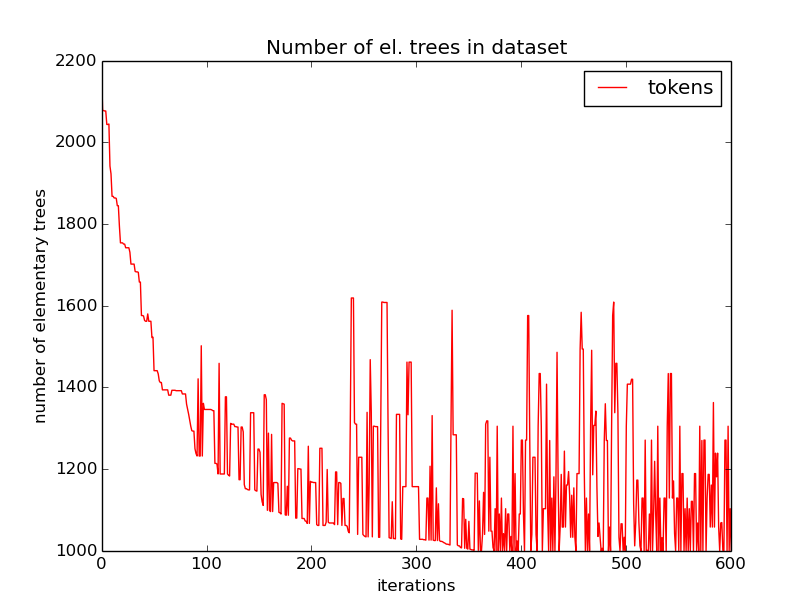 Number of el. trees in dataset
tokens
number of elementary trees
2200
2000
1800
1600
1400
1200
1000
0 100 200 300 400 500 600
iterations